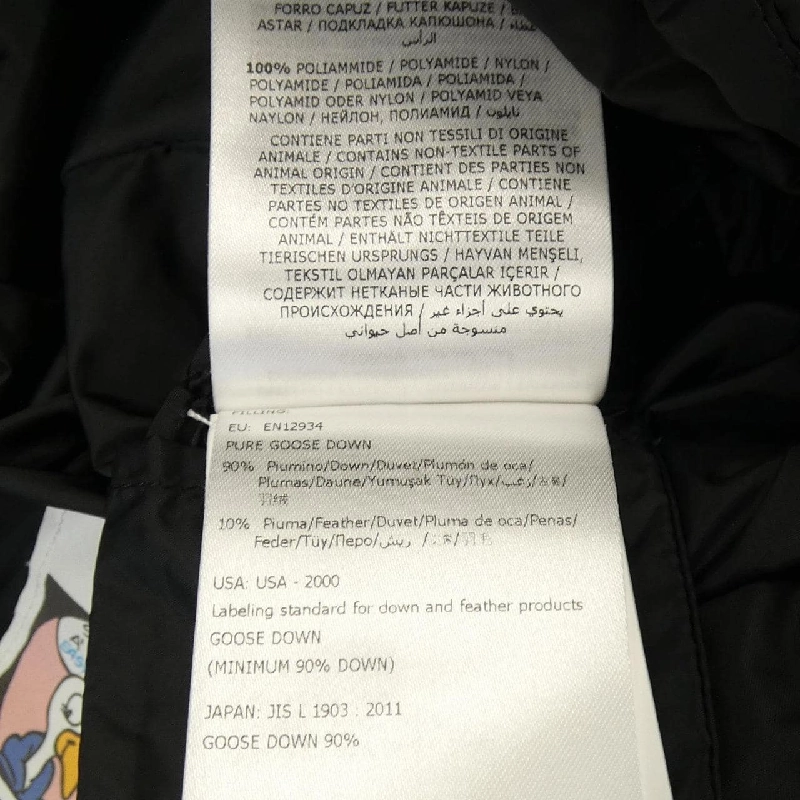 FORRO CAPUZ / FUTTER KAPUZE /
ASTAR / ПОДКЛАДКА КАПЮШОНА /
الرأس
100% POLIAMMIDE / POLYAMIDE / NYLON /
POLYAMIDE / POLIAMIDA / POLIAMIDA /
POLYAMID ODER NYLON / POLYAMID VEYA
NAYLON / НЕЙЛОН, ПОЛИАМИД / نايلون
CONTIENE PARTI NON TESSILI DI ORIGINE
ANIMALE / CONTAINS NON-TEXTILE PARTS OF
ANIMAL ORIGIN / CONTIENT DES PARTIES NON
TEXTILES D'ORIGINE ANIMALE / CONTIENE
PARTES NO TEXTILES DE ORIGEN ANIMAL /
CONTÉM PARTES NÃO TÊXTEIS DE ORIGEM
ANIMAL / ENTHÄLT NICHTTEXTILE TEILE
TIERISCHEN URSPRUNGS / HAYVAN MENŞELİ,
TEKSTIL OLMAYAN PARÇALAR IÇERIR /
СОДЕРЖИТ НЕТКАНЫЕ ЧАСТИ ЖИВОТНОГО
ПРОИСХОЖДЕНИЯ / يحتوي على أجزاء غير
منسوجة من أصل حيواني
FILLING:
EU: EN12934
PURE GOOSE DOWN
90% Piumino/Down/Duvet/Plumón de oca/
Plumas/Daune/Yumuşak Tüy/Пух/زغب/
羽绒
10% Piuma/Feather/Duvet/Pluma de oca/Penas/
Feder/Tüy/Перо/ريش /
USA: USA - 2000
Labeling standard for down and feather products
GOOSE DOWN
(MINIMUM 90% DOWN)
JAPAN: JIS L 1903 : 2011
GOOSE DOWN 90%